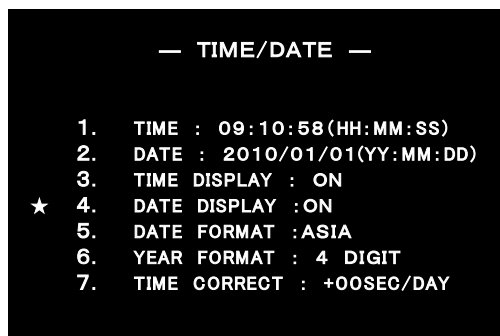 — TIME/DATE —
1. TIME : 09:10:58(HH:MM:SS)
2. DATE : 2010/01/01(YY:MM:DD)
3. TIME DISPLAY : ON
★ 4. DATE DISPLAY :ON
5. DATE FORMAT :ASIA
6. YEAR FORMAT : 4 DIGIT
7. TIME CORRECT : +00SEC/DAY